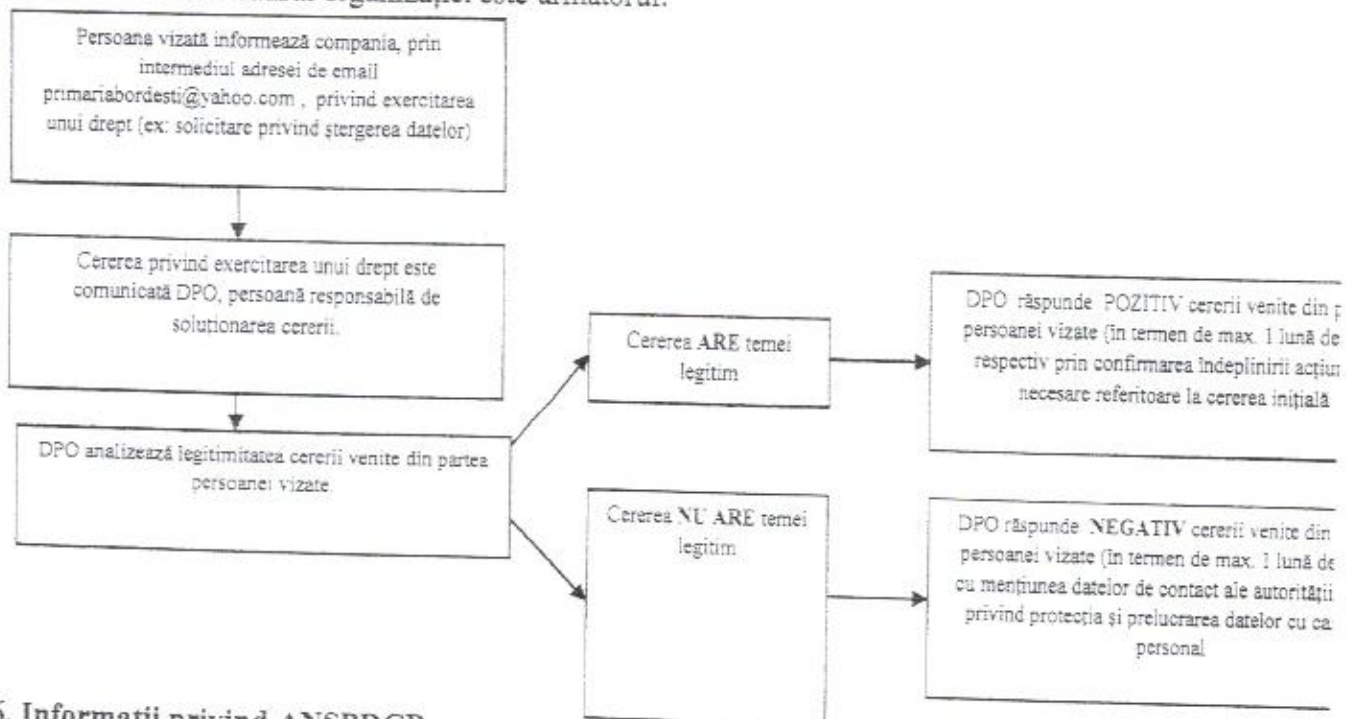 organizației este următorul:
Persoana vizată informează compania, prin
intermediul adresei de email
primariabordesti@yahoo.com , privind exercitarea
unui drept (ex: solicitare privind ștergerea datelor)
Cererea privind exercitarea unui drept este
comunicată DPO, persoană responsabilă de
soluționarea cererii.
DPO analizează legitimitatea cererii venite din partea
persoanei vizate.
Cererea ARE temei
legitim
DPO răspunde POZITIV cererii venite din
persoanei vizate (în termen de max. 1 lună de
respectiv prin confirmarea îndeplinirii
necesare referitoare la cererea inițială
Cererea NU ARE temei
legitim
DPO răspunde NEGATIV cererii venite din
persoanei vizate (în termen de max. 1 lună de
cu mențiunea datelor de contact ale autorității
privind protecția și prelucrarea datelor cu
personal
Informații privind